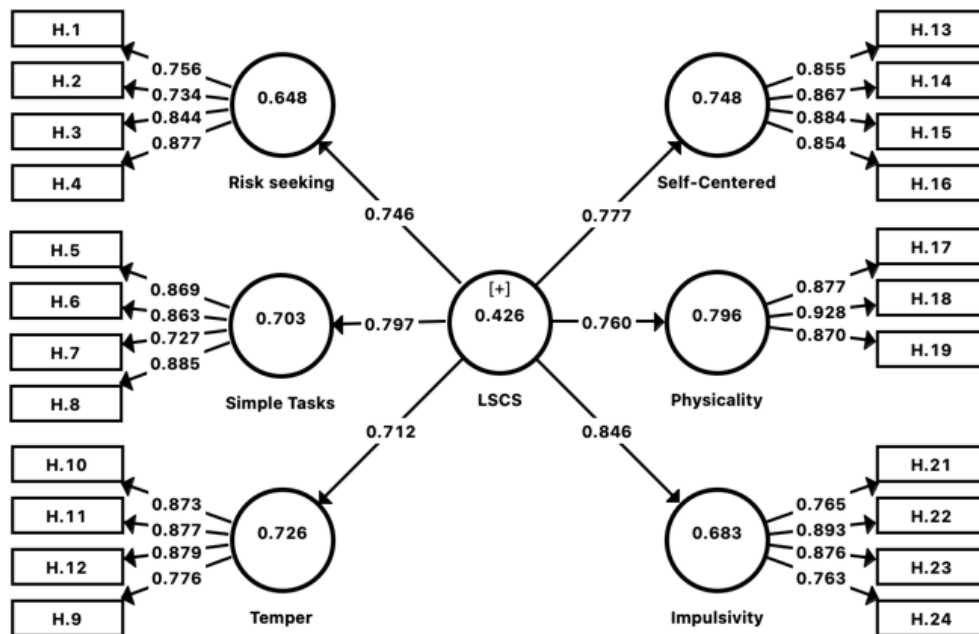 H.1
0.756
H.2
0.734
H.3
0.844
H.4
0.877
0.648
Risk seeking
H.13
0.855
H.14
0.867
H.15
0.884
H.16
0.854
0.748
Self-Centered
0.746
0.777
H.5
0.869
H.6
0.863
H.7
0.727
H.8
0.885
0.703
Simple Tasks
0.797
[+]
0.426
LSCS
0.760
0.796
Physicality
H.17
0.877
H.18
0.928
H.19
0.870
0.712
0.846
H.10
0.873
H.11
0.877
H.12
0.879
H.9
0.776
0.726
Temper
0.683
Impulsivity
H.21
0.765
H.22
0.893
H.23
0.876
H.24
0.763